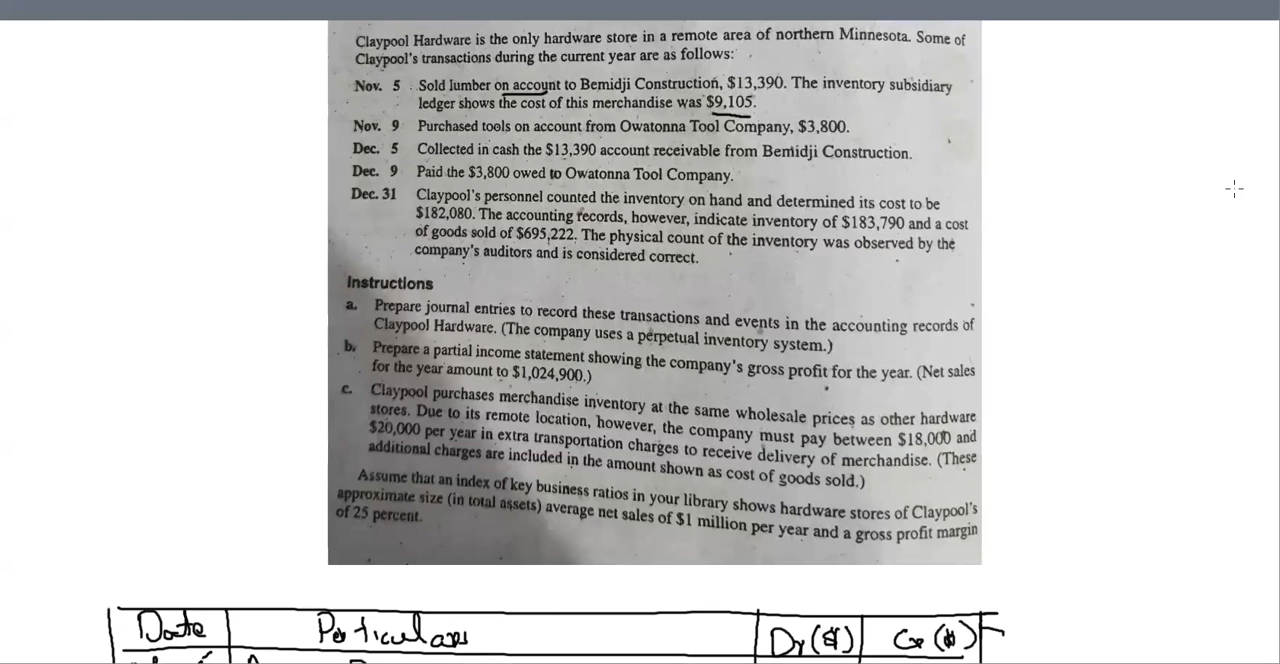 Claypool Hardware is the only hardware store in a remote area of northern Minnesota. Some of
Claypool's transactions during the current year are as follows:
Nov. 5 Sold lumber on account to Bemidji Construction, $13,390. The inventory subsidiary
ledger shows the cost of this merchandise was $9,105.
Nov. 9 Purchased tools on account from Owatonna Tool Company, $3,800.
Dec. 5 Collected in cash the $13,390 account receivable from Bemidji Construction.
Dec. 9 Paid the $3,800 owed to Owatonna Tool Company.
Dec. 31 Claypool's personnel counted the inventory on hand and determined its cost to be
$182,080. The accounting records, however, indicate inventory of $183,790 and a cost
of goods sold of $695,222. The physical count of the inventory was observed by the
company's auditors and is considered correct.
Instructions
a. Prepare journal entries to record these transactions and events in the accounting records of
Claypool Hardware. (The company uses a perpetual inventory system.)
b. Prepare a partial income statement showing the company's gross profit for the year. (Net sales
for the year amount to $1,024,900.)
c. Claypool purchases merchandise inventory at the same wholesale prices as other hardware
stores. Due to its remote location, however, the company must pay between $18,000 and
$20,000 per year in extra transportation charges to receive delivery of merchandise. (These
additional charges are included in the amount shown as cost of goods sold.)
Assume that an index of key business ratios in your library shows hardware stores of Claypool's
approximate size (in total assets) average net sales of $1 million per year and a gross profit margin
of 25 percent.
Date Particulars Dr($) Cr($)